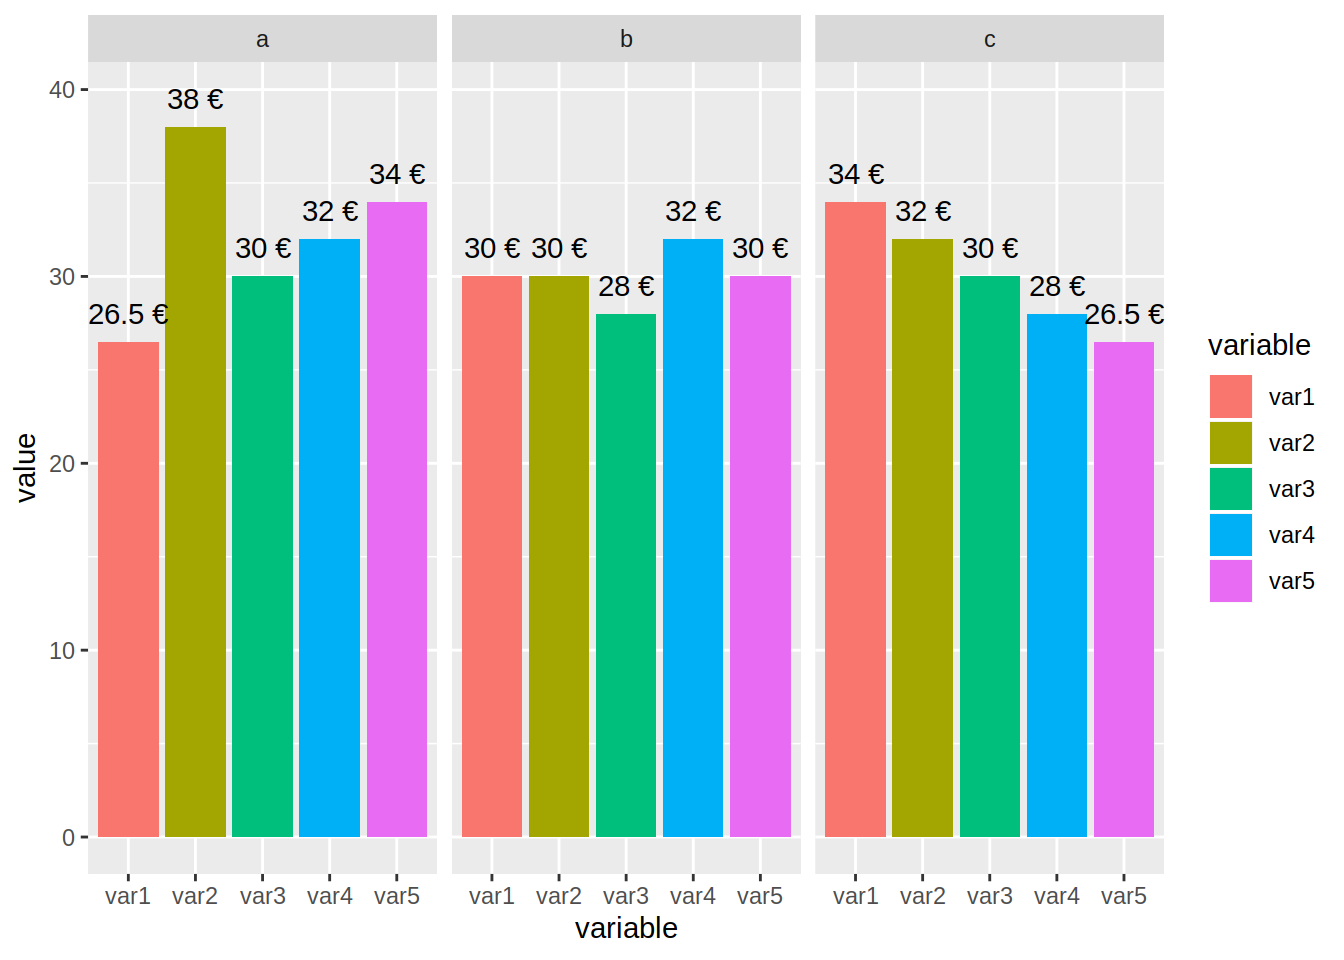 a b c
40
38 €
34 € 34 €
32 € 32 € 32 €
30 € 30 € 30 € 30 € 30 €
30
28 € 28 €
26.5 € 26.5 €
variable
var1
var2
value
20
var3
var4
var5
10
0
var1 var2 var3 var4 var5 var1 var2 var3 var4 var5 var1 var2 var3 var4 var5
variable